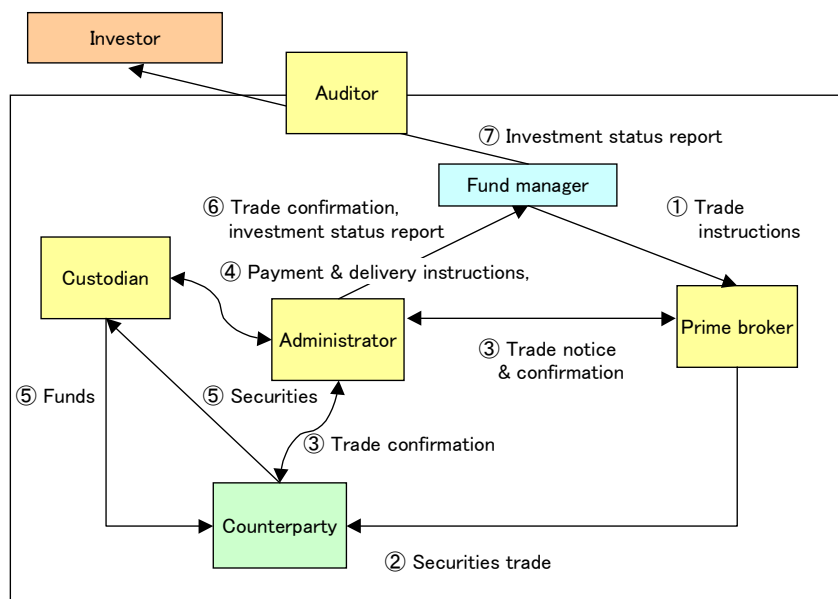 Investor
Auditor
⑦ Investment status report
Fund manager
⑥ Trade confirmation,
investment status report
① Trade
instructions
Custodian
④ Payment & delivery instructions,
Administrator
Prime broker
③ Trade notice
& confirmation
⑤ Funds
⑤ Securities
③ Trade confirmation
Counterparty
② Securities trade